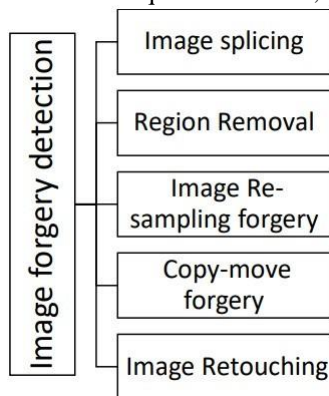 Image forgery detection
Image splicing
Region Removal
Image Re-
sampling forgery
Copy-move
forgery
Image Retouching